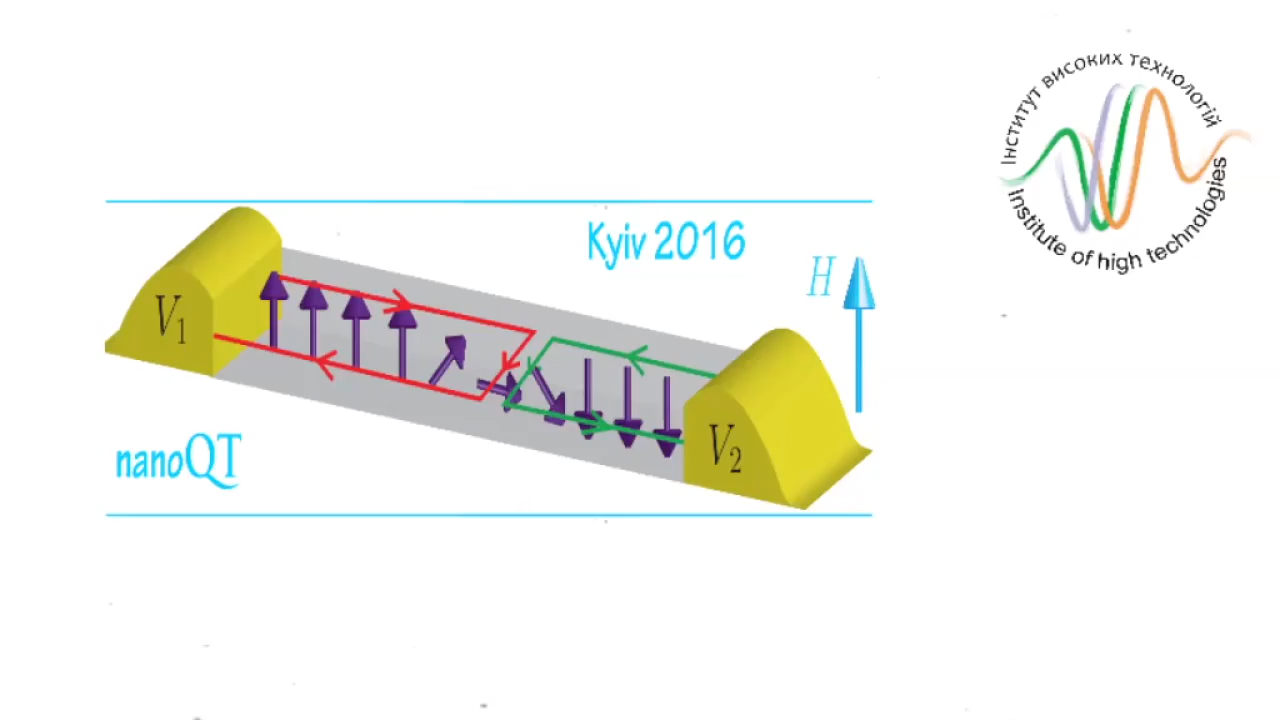 Інститут високих технологій
Institute of high technologies
Kyiv 2016
H
V₁
V₂
nanoQT